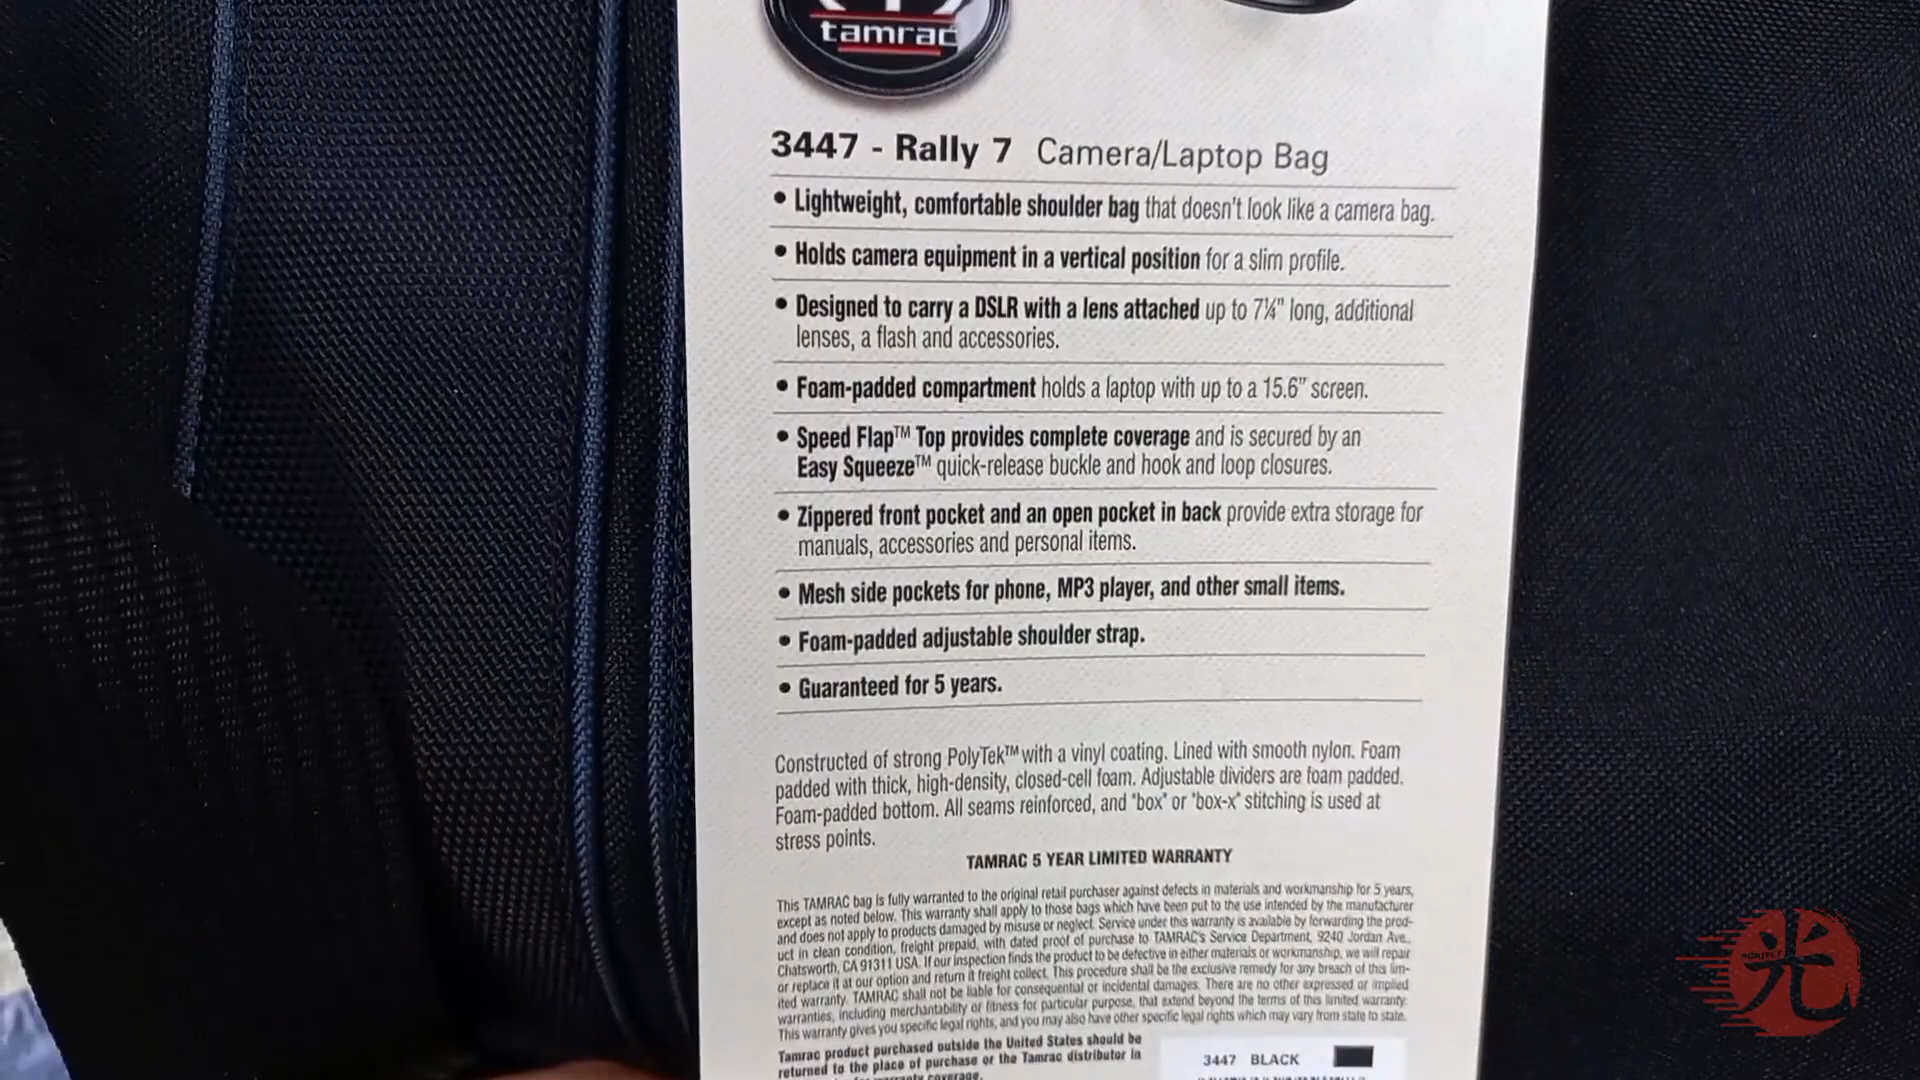 tamrac
3447 - Rally 7 Camera/Laptop Bag
• Lightweight, comfortable shoulder bag that doesn't look like a camera bag.
• Holds camera equipment in a vertical position for a slim profile.
• Designed to carry a DSLR with a lens attached up to 7¼" long, additional
lenses, a flash and accessories.
• Foam-padded compartment holds a laptop with up to a 15.6" screen.
• Speed Flap™ Top provides complete coverage and is secured by an
Easy Squeeze™ quick-release buckle and hook and loop closures.
• Zippered front pocket and an open pocket in back provide extra storage for
manuals, accessories and personal items.
• Mesh side pockets for phone, MP3 player, and other small items.
• Foam-padded adjustable shoulder strap.
• Guaranteed for 5 years.
Constructed of strong PolyTek™ with a vinyl coating. Lined with smooth nylon. Foam
padded with thick, high-density, closed-cell foam. Adjustable dividers are foam padded.
Foam-padded bottom. All seams reinforced, and "box" or "box-x" stitching is used at
stress points.
TAMRAC 5 YEAR LIMITED WARRANTY
This TAMRAC bag is fully warranted to the original retail purchaser against defects in materials and workmanship for 5 years,
except as noted below. This warranty shall apply to those bags which have been put to the use intended by the manufacturer
and does not apply to products damaged by misuse or neglect. Service under this warranty is available by forwarding the prod-
uct in clean condition, freight prepaid, with dated proof of purchase to TAMRAC's Service Department, 9240 Jordan Ave.,
Chatsworth, CA 91311 USA. If our inspection finds the product to be defective in either materials or workmanship, we will repair
or replace it at our option and return it freight collect. This procedure shall be the exclusive remedy for any breach of this lim-
ited warranty. TAMRAC shall not be liable for consequential or incidental damages. There are no other expressed or implied
warranties, including merchantability or fitness for particular purpose, that extend beyond the terms of this limited warranty.
This warranty gives you specific legal rights, and you may also have other specific legal rights which may vary from state to state.
Tamrac product purchased outside the United States should be
returned to the place of purchase or the Tamrac distributor in
warranty coverage.
3447 BLACK
PROJECT
光